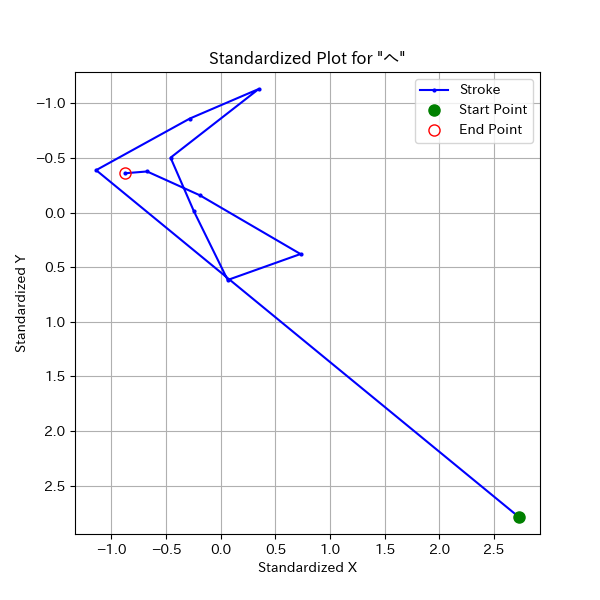 Standardized Plot for "へ"
Stroke
Start Point
End Point
−1.0
−0.5
0.0
0.5
1.0
1.5
2.0
2.5
Standardized Y
−1.0 −0.5 0.0 0.5 1.0 1.5 2.0 2.5
Standardized X